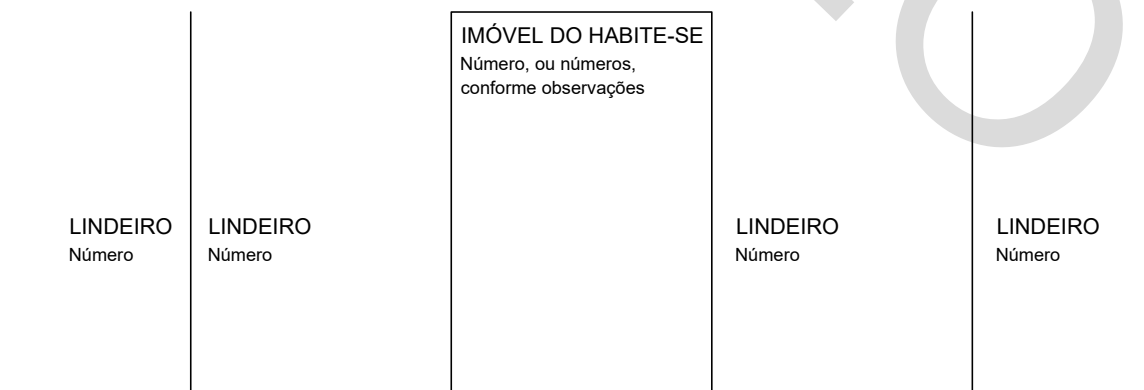 IMÓVEL DO HABITE-SE
Número, ou números,
conforme observações
LINDEIRO
Número
LINDEIRO
Número
LINDEIRO
Número
LINDEIRO
Número